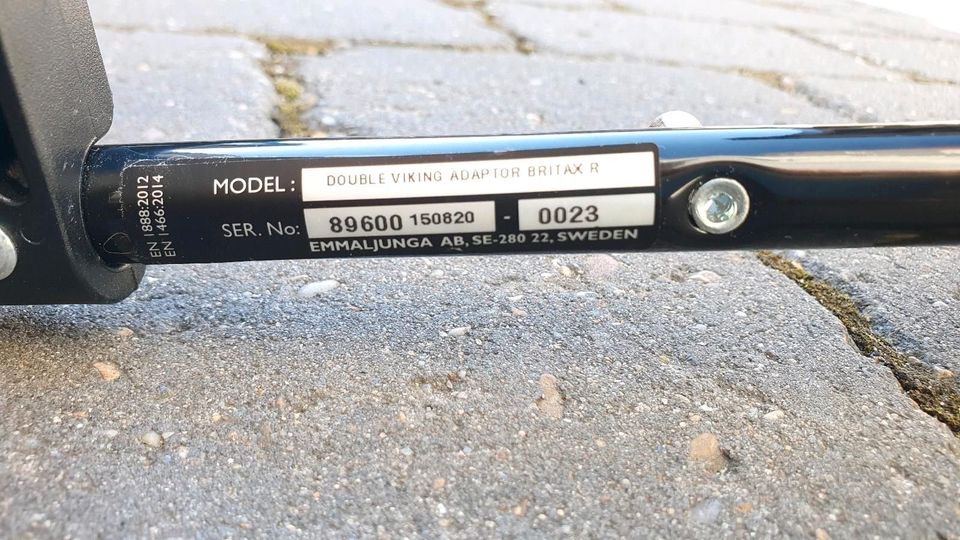 MODEL: DOUBLE VIKING ADAPTOR BRITAX R
SER. No: 89600 150820 - 0023
EMMALJUNGA AB, SE-280 22, SWEDEN
EN 1888:2012
EN 1466:2014